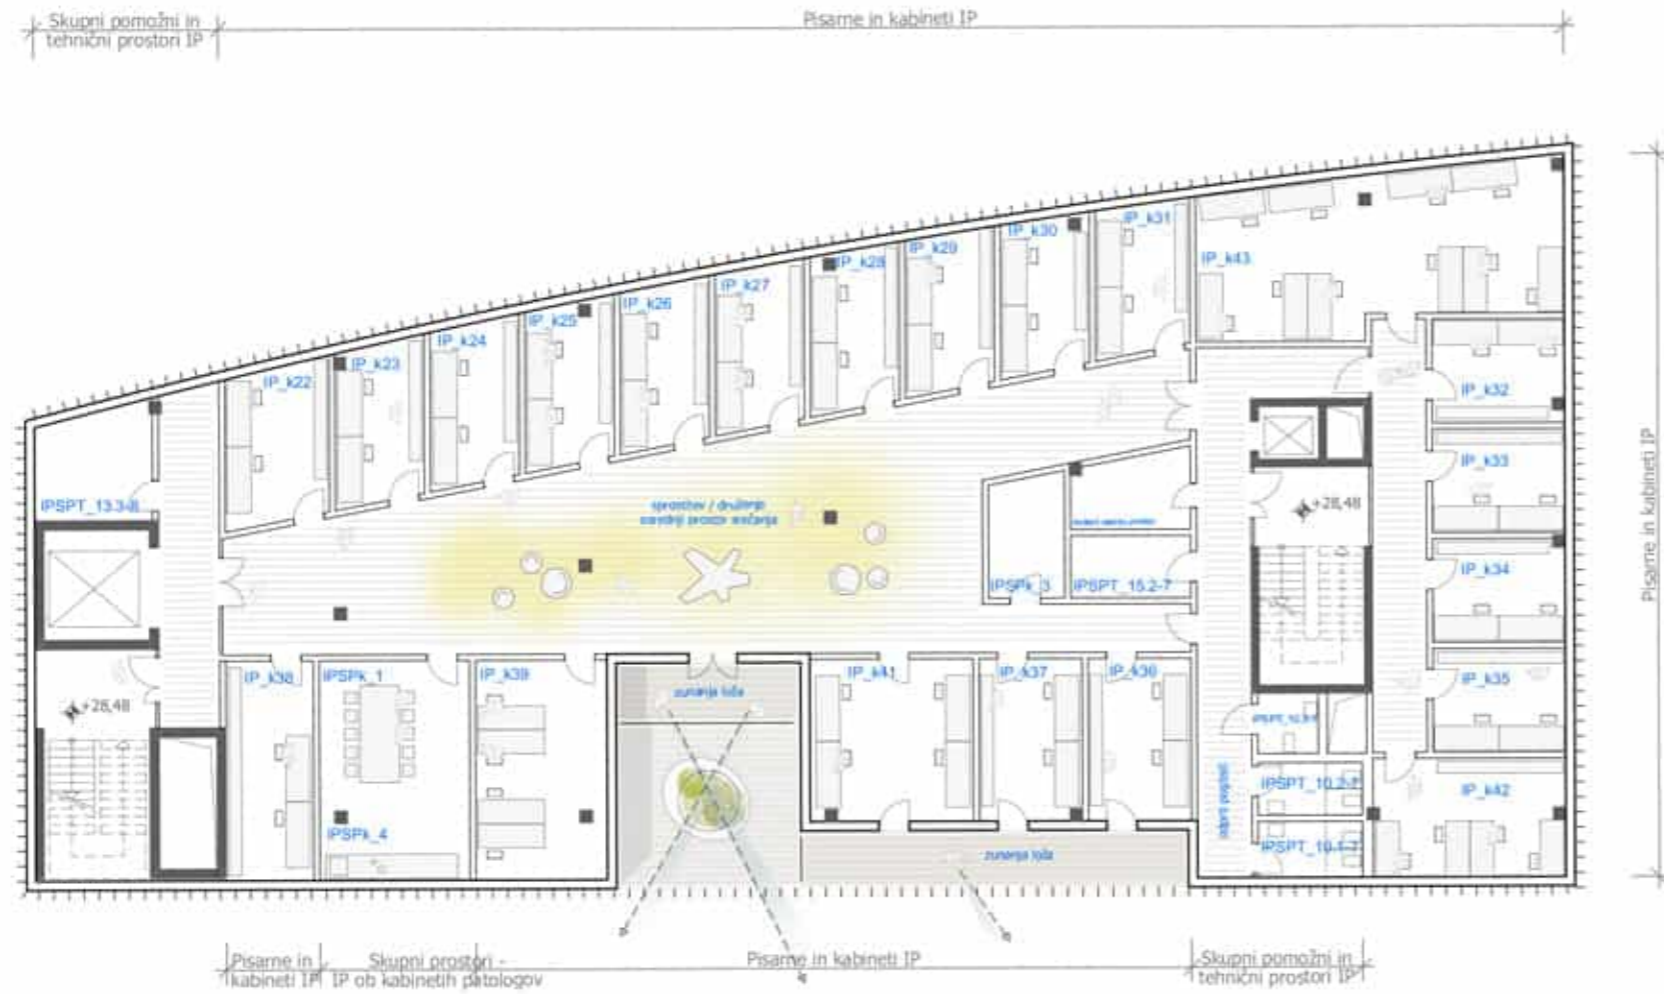 Skupni pomožni in
tehnični prostori IP
Pisarne in kabineti IP
IP_k31
IP_k30
IP_k29
IP_k28
IP_k43
IP_k27
IP_k26
IP_k25
IP_k24
IP_k23
IP_k22
IP_k32
IP_k33
IPSPT_13.3-8
sprostitev / druženje
osrednji prostor srečanja
+28,48
IP_k34
IPSPk_3
IPSPT_15.2-7
Pisarne in kabineti IP
IP_k38
IPSPk_1
IP_k39
zunanja loža
IP_k41
IP_k37
IP_k36
IP_k35
+28,48
IPSPT_10.2-7
IP_k42
IPSPk_4
IPSPT_10.1-7
zunanja loža
Pisarne in
kabineti IP
Skupni prostori -
IP ob kabinetih patologov
Pisarne in kabineti IP
Skupni pomožni in
tehnični prostori IP